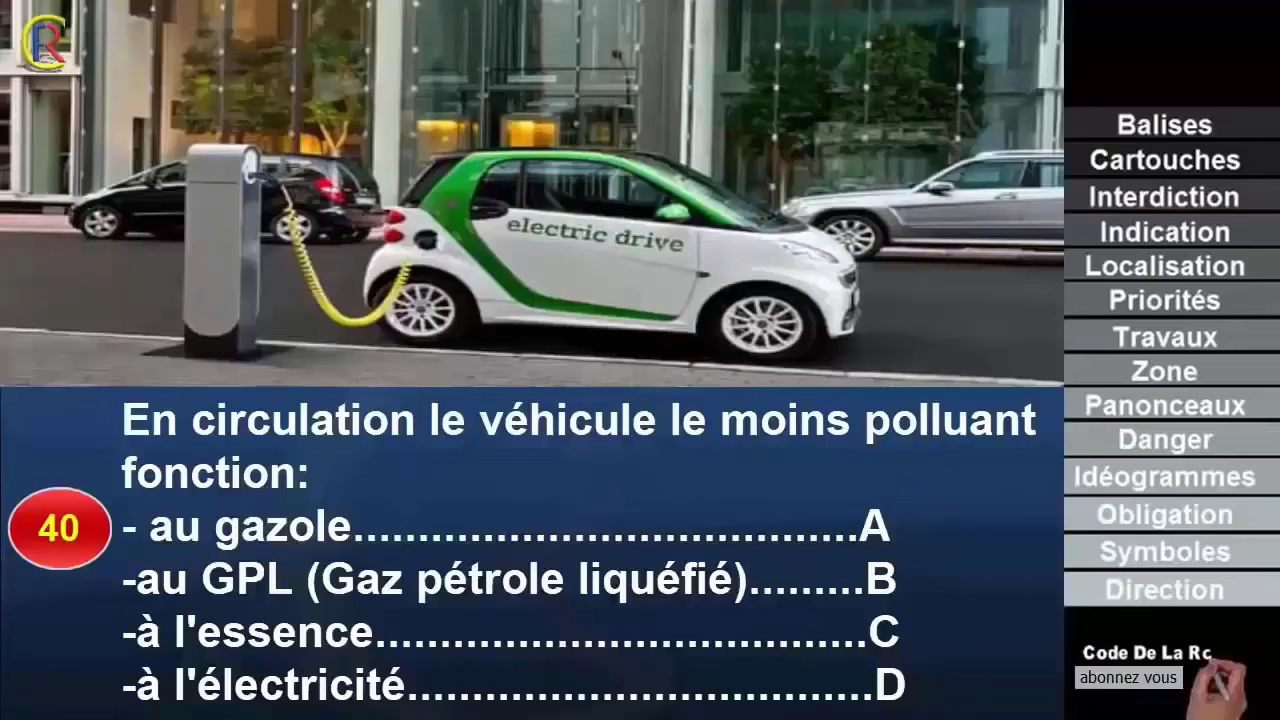 electric drive
En circulation le véhicule le moins polluant
fonction:
40
- au gazole.......................................A
-au GPL (Gaz pétrole liquéfié).........B
-à l'essence......................................C
-à l'électricité....................................D
Balises
Cartouches
Interdiction
Indication
Localisation
Priorités
Travaux
Zone
Panonceaux
Danger
Idéogrammes
Obligation
Symboles
Direction
Code De La Rc
abonnez vous